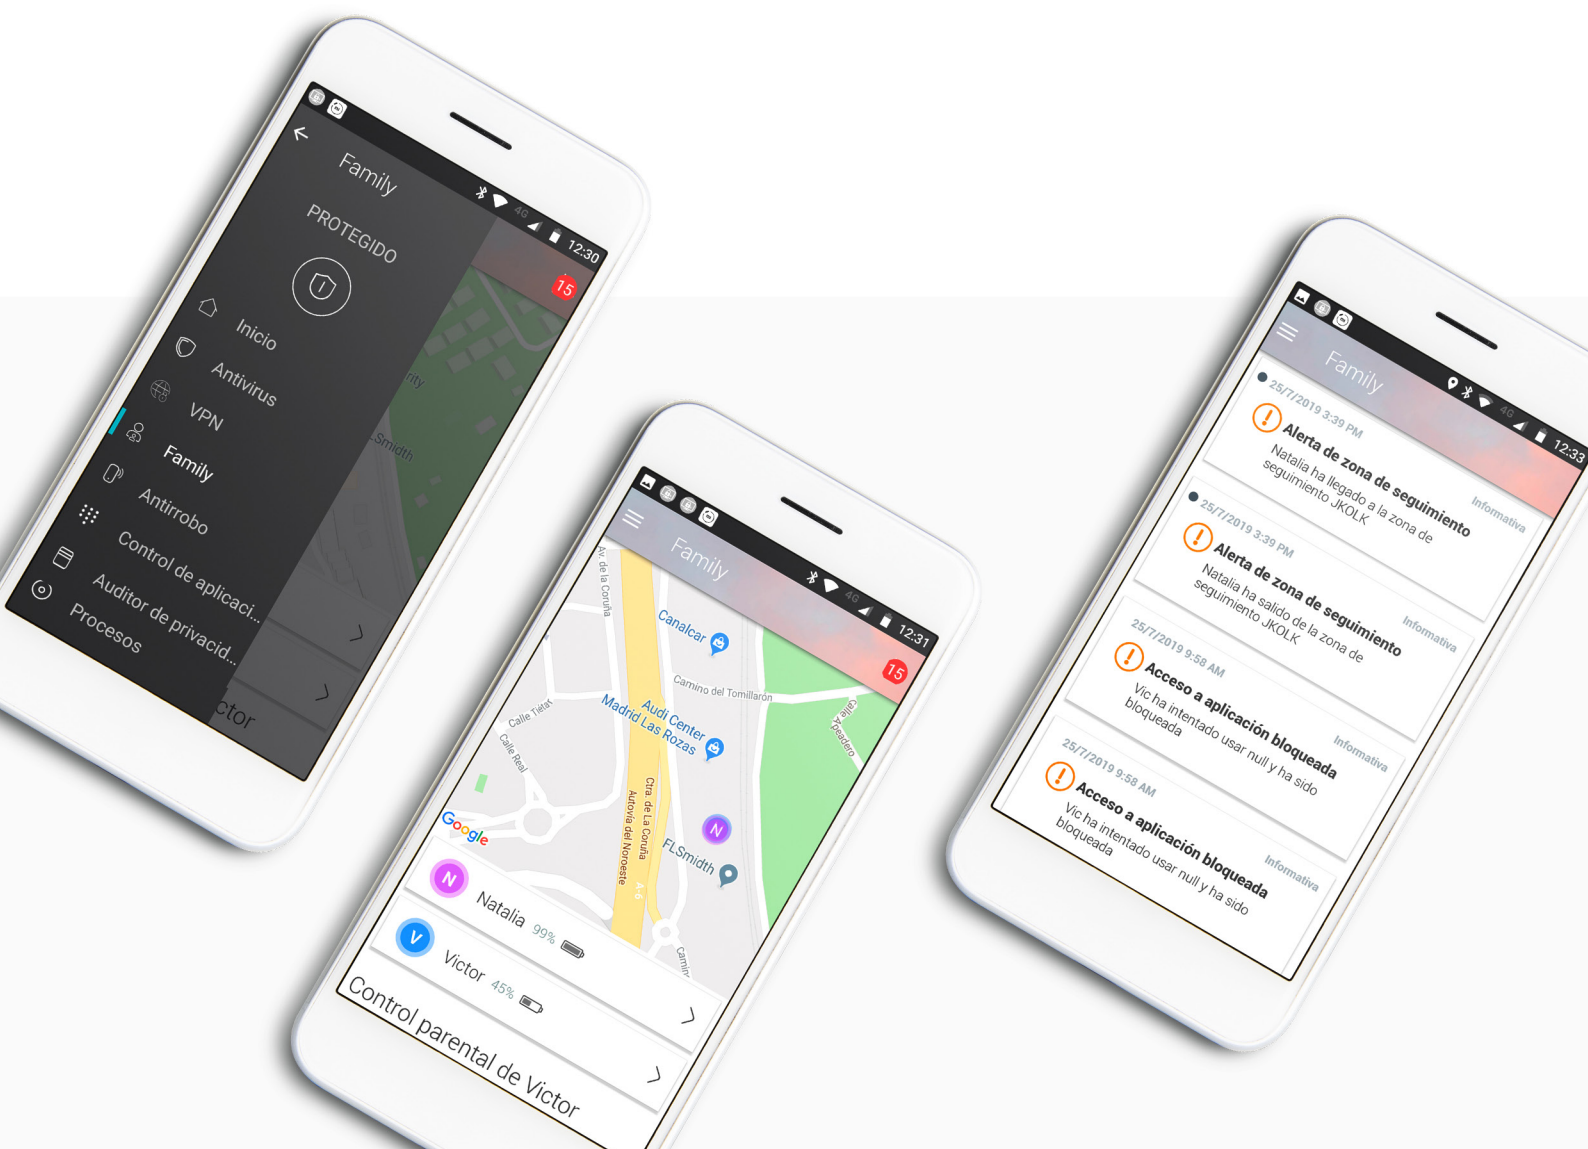 12:30
Family
15
PROTEGIDO
Inicio
Antivirus
VPN
Family
Antirrobo
Control de aplicaci...
Auditor de privacid...
Procesos
rity
Smidth
ctor
12:31
Family
15
Av. de la Coruña
Canalcar
Camino del Tomillarón
Audi Center
Madrid Las Rozas
Calle Tietar
Calle Real
calle Apeadero
Ctra. de La Coruña
Autovía del Noroeste
A-6
N
FLSmidth
Google
Camin
N
Natalia 99%
V
Victor 45%
Control parental de Victor
4G 12:33
Family
25/7/2019 3:39 PM
Informativa
Alerta de zona de seguimiento
Natalia ha llegado a la zona de
seguimiento JKOLK
25/7/2019 3:39 PM
Informativa
Alerta de zona de seguimiento
Natalia ha salido de la zona de
seguimiento JKOLK
25/7/2019 9:58 AM
Informativa
Acceso a aplicación bloqueada
Vic ha intentado usar null y ha sido
bloqueada
25/7/2019 9:58 AM
Informativa
Acceso a aplicación bloqueada
Vic ha intentado usar null y ha sido
bloqueada